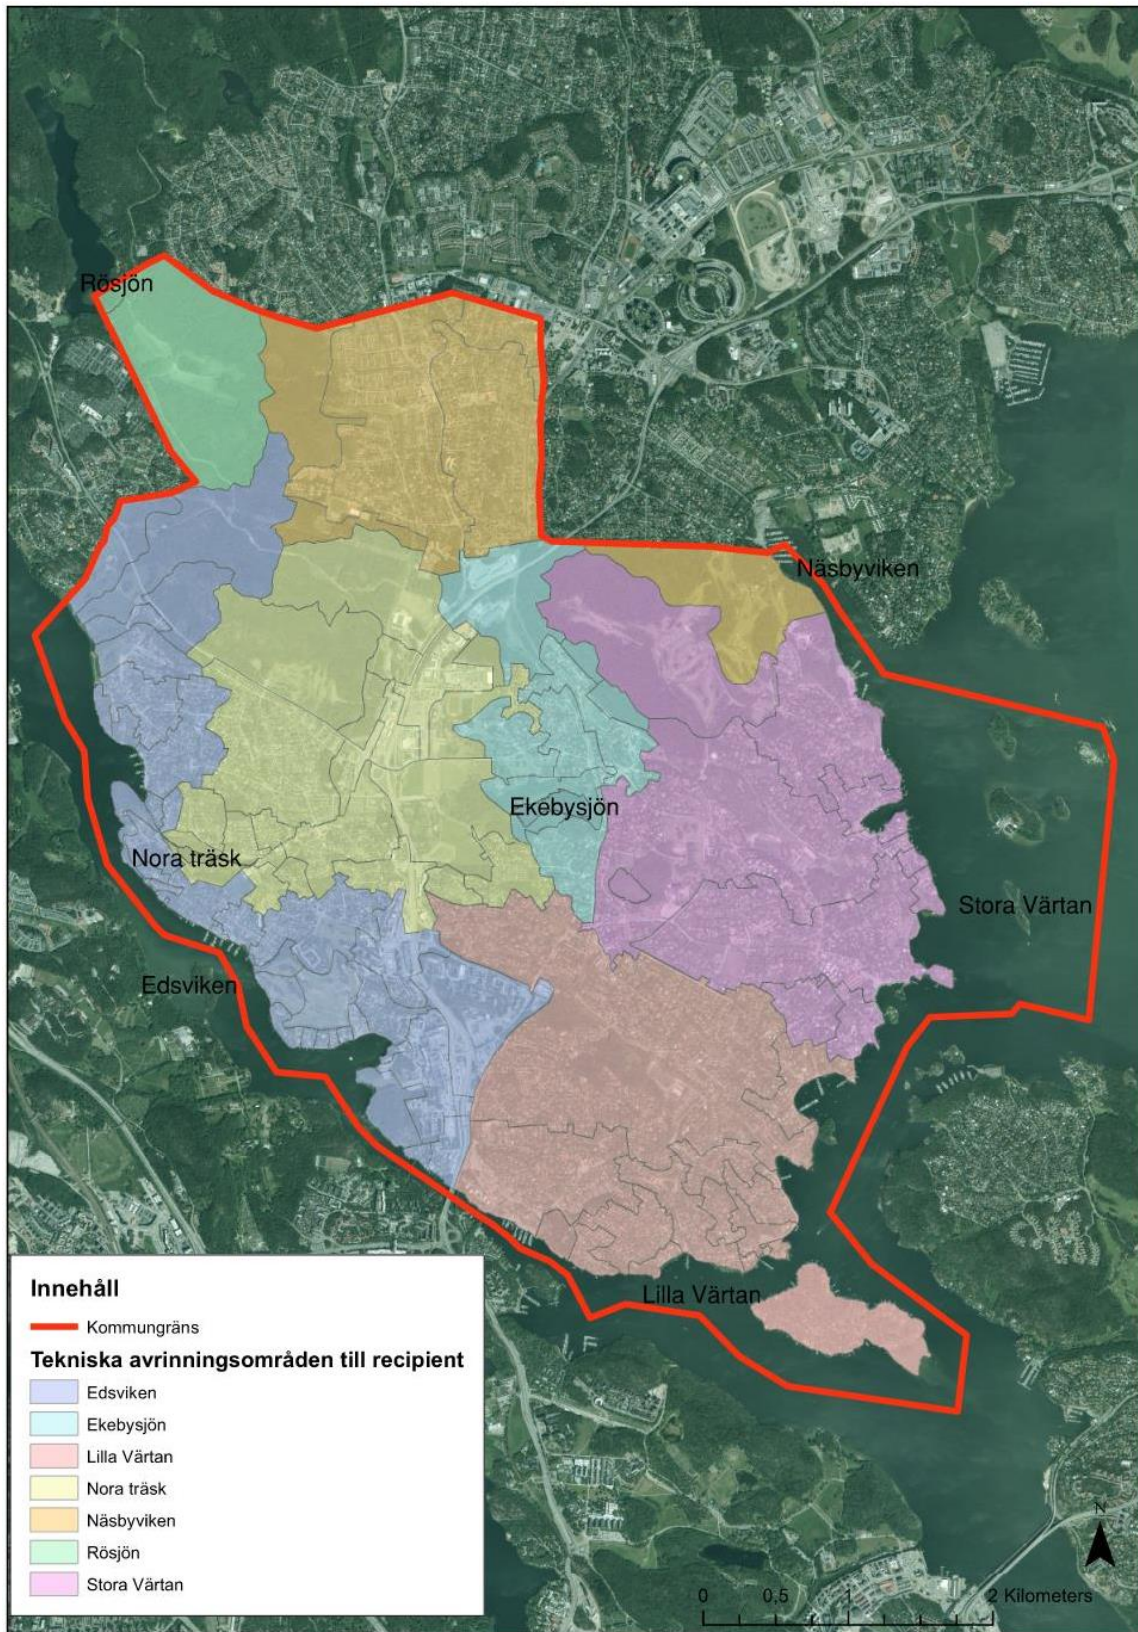 Rösjön
Näsbyviken
Ekebysjön
Nora träsk
Stora Värtan
Edsviken
Lilla Värtan
Innehåll
Kommungräns
Tekniska avrinningsområden till recipient
Edsviken
Ekebysjön
Lilla Värtan
Nora träsk
Näsbyviken
Rösjön
Stora Värtan
N
0 0,5 1 2 Kilometers